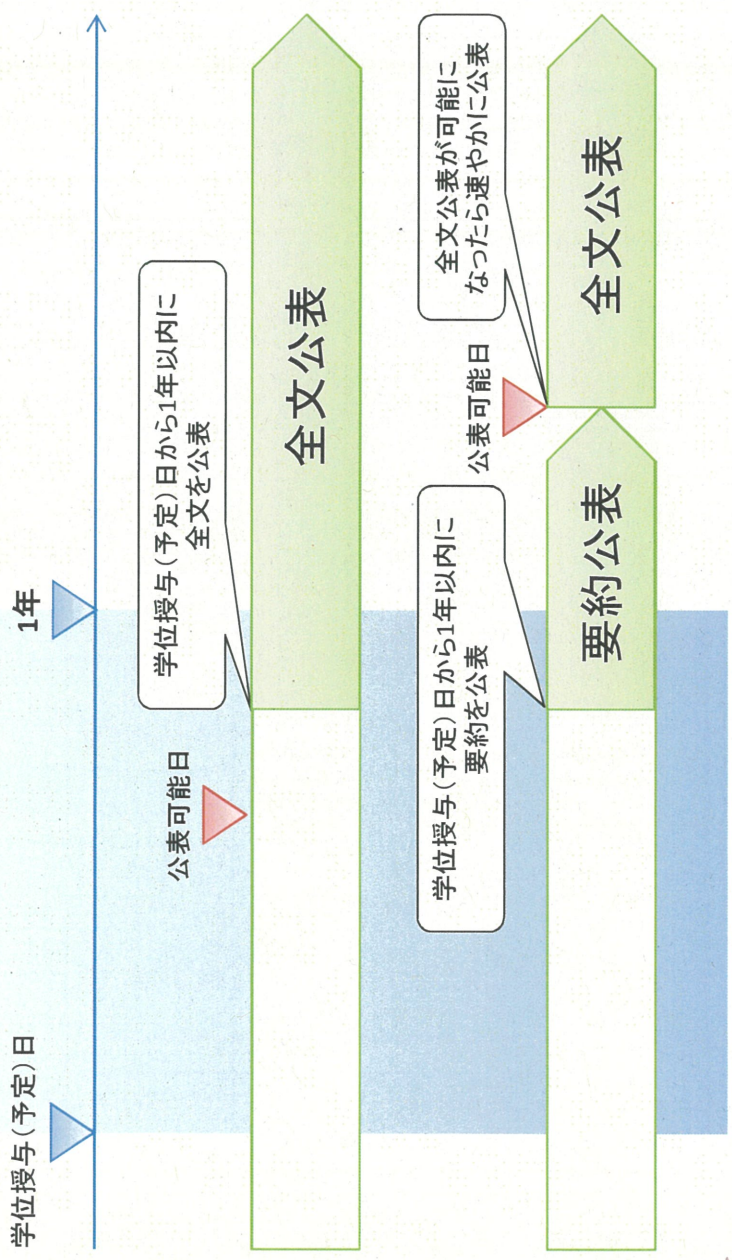 学位授与(予定)日
1年
公表可能日
学位授与(予定)日から1年以内に
全文を公表
全文公表
学位授与(予定)日から1年以内に
要約を公表
要約公表
公表可能日
全文公表が可能に
なったら速やかに公表
全文公表